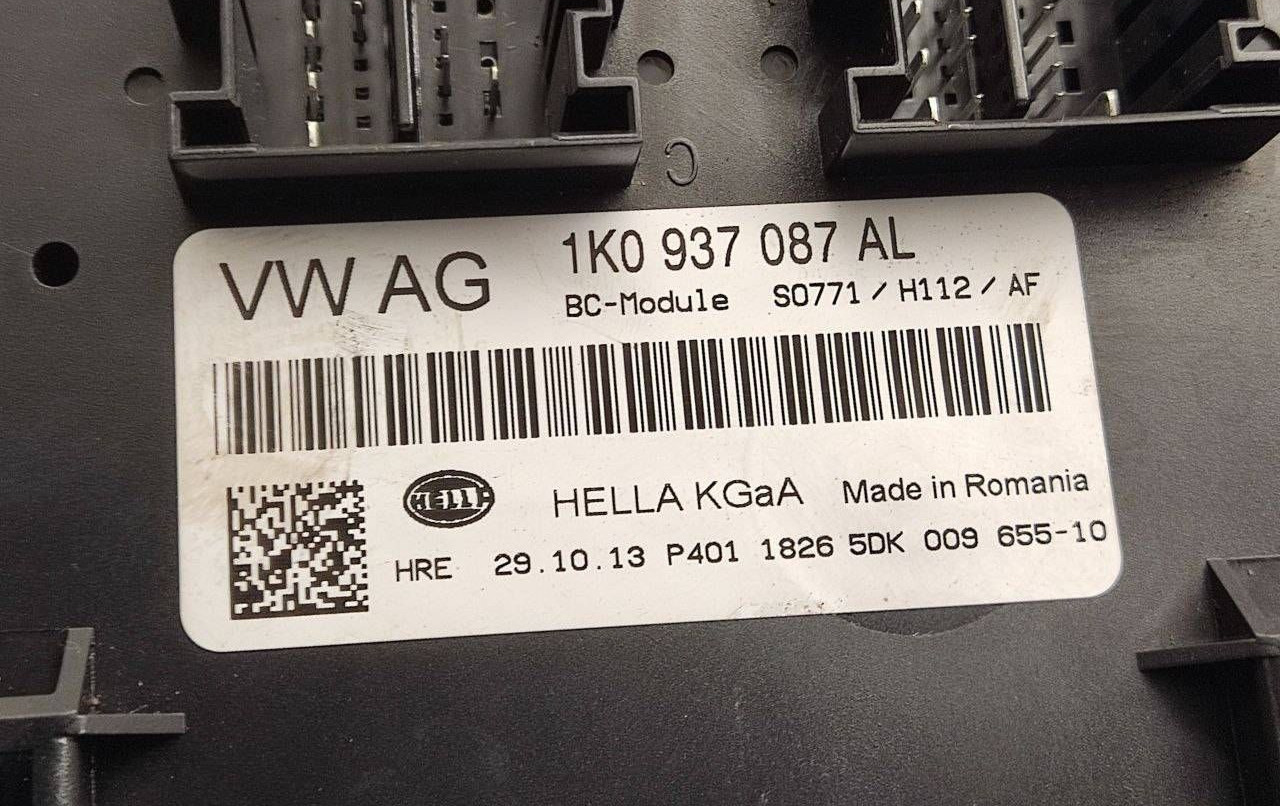 C
VW AG
1K0 937 087 AL
BC-Module S0771 / H112 / AF
HELLA
HELLA KGaA Made in Romania
HRE 29.10.13 P401 1826 5DK 009 655-10